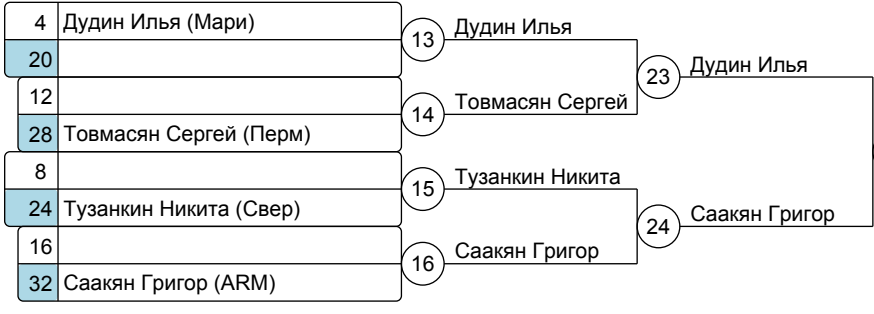 4 Дудин Илья (Мари)
20
12
28 Товмасян Сергей (Перм)
8
24 Тузанкин Никита (Свер)
16
32 Саакян Григор (ARM)
13 Дудин Илья
14 Товмасян Сергей
15 Тузанкин Никита
16 Саакян Григор
23 Дудин Илья
24 Саакян Григор